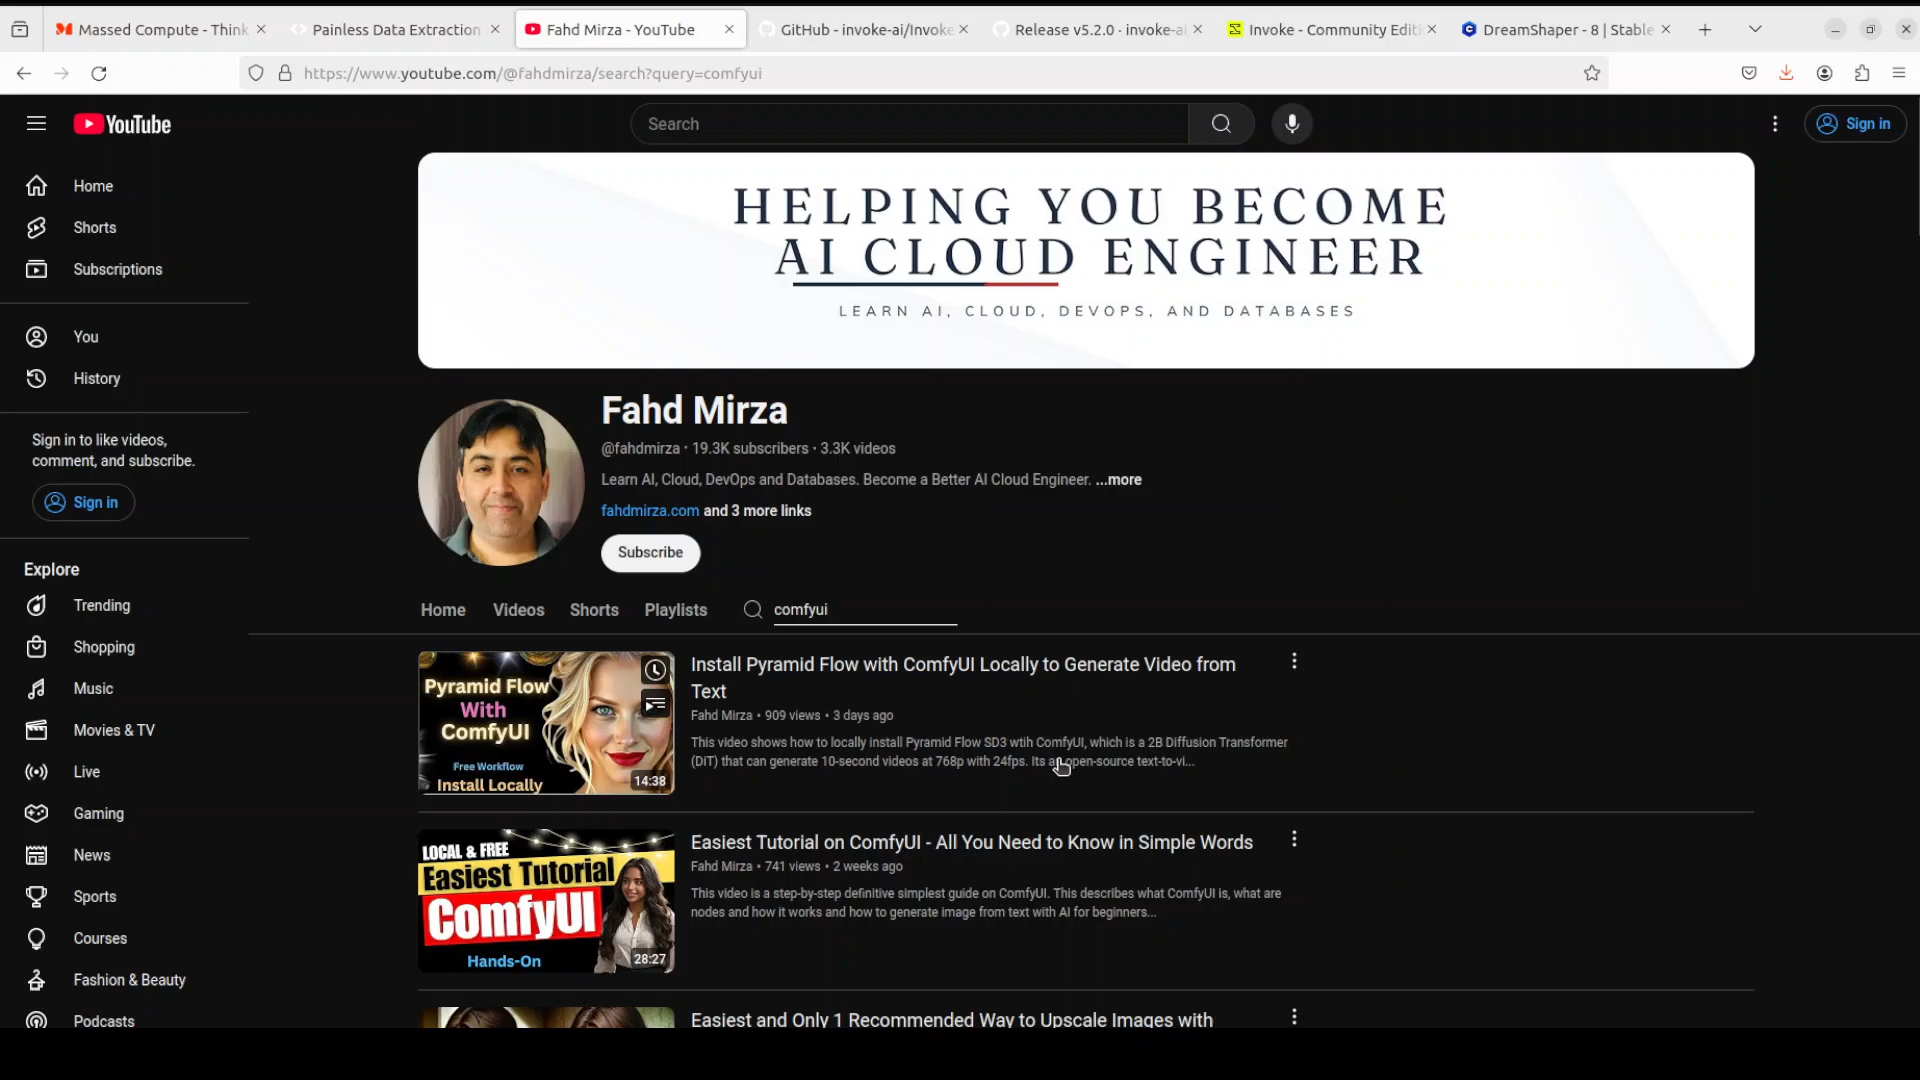 Massed Compute - Think
Painless Data Extraction
Fahd Mirza - YouTube
GitHub - invoke-ai/Invoke
Release v5.2.0 · invoke-ai
Invoke - Community Editi
DreamShaper - 8 | Stable
https://www.youtube.com/@fahdmirza/search?query=comfyui
YouTube
Search
Sign in
Home
Shorts
Subscriptions
You
History
Sign in to like videos,
comment, and subscribe.
Sign in
Explore
Trending
Shopping
Music
Movies & TV
Live
Gaming
News
Sports
Courses
Fashion & Beauty
Podcasts
HELPING YOU BECOME
AI CLOUD ENGINEER
LEARN AI, CLOUD, DEVOPS, AND DATABASES
Fahd Mirza
@fahdmirza · 19.3K subscribers · 3.3K videos
Learn AI, Cloud, DevOps and Databases. Become a Better AI Cloud Engineer. ...more
fahdmirza.com and 3 more links
Subscribe
Home Videos Shorts Playlists comfyui
Pyramid Flow
With
ComfyUI
Free Workflow
Install Locally
14:38
Install Pyramid Flow with ComfyUI Locally to Generate Video from
Text
Fahd Mirza • 909 views • 3 days ago
This video shows how to locally install Pyramid Flow SD3 wtih ComfyUI, which is a 2B Diffusion Transformer
(DiT) that can generate 10-second videos at 768p with 24fps. Its an open-source text-to-vi...
LOCAL & FREE
Easiest Tutorial
ComfyUI
Hands-On
28:27
Easiest Tutorial on ComfyUI - All You Need to Know in Simple Words
Fahd Mirza • 741 views • 2 weeks ago
This video is a step-by-step definitive simplest guide on ComfyUI. This describes what ComfyUI is, what are
nodes and how it works and how to generate image from text with AI for beginners...
Easiest and Only 1 Recommended Way to Upscale Images with